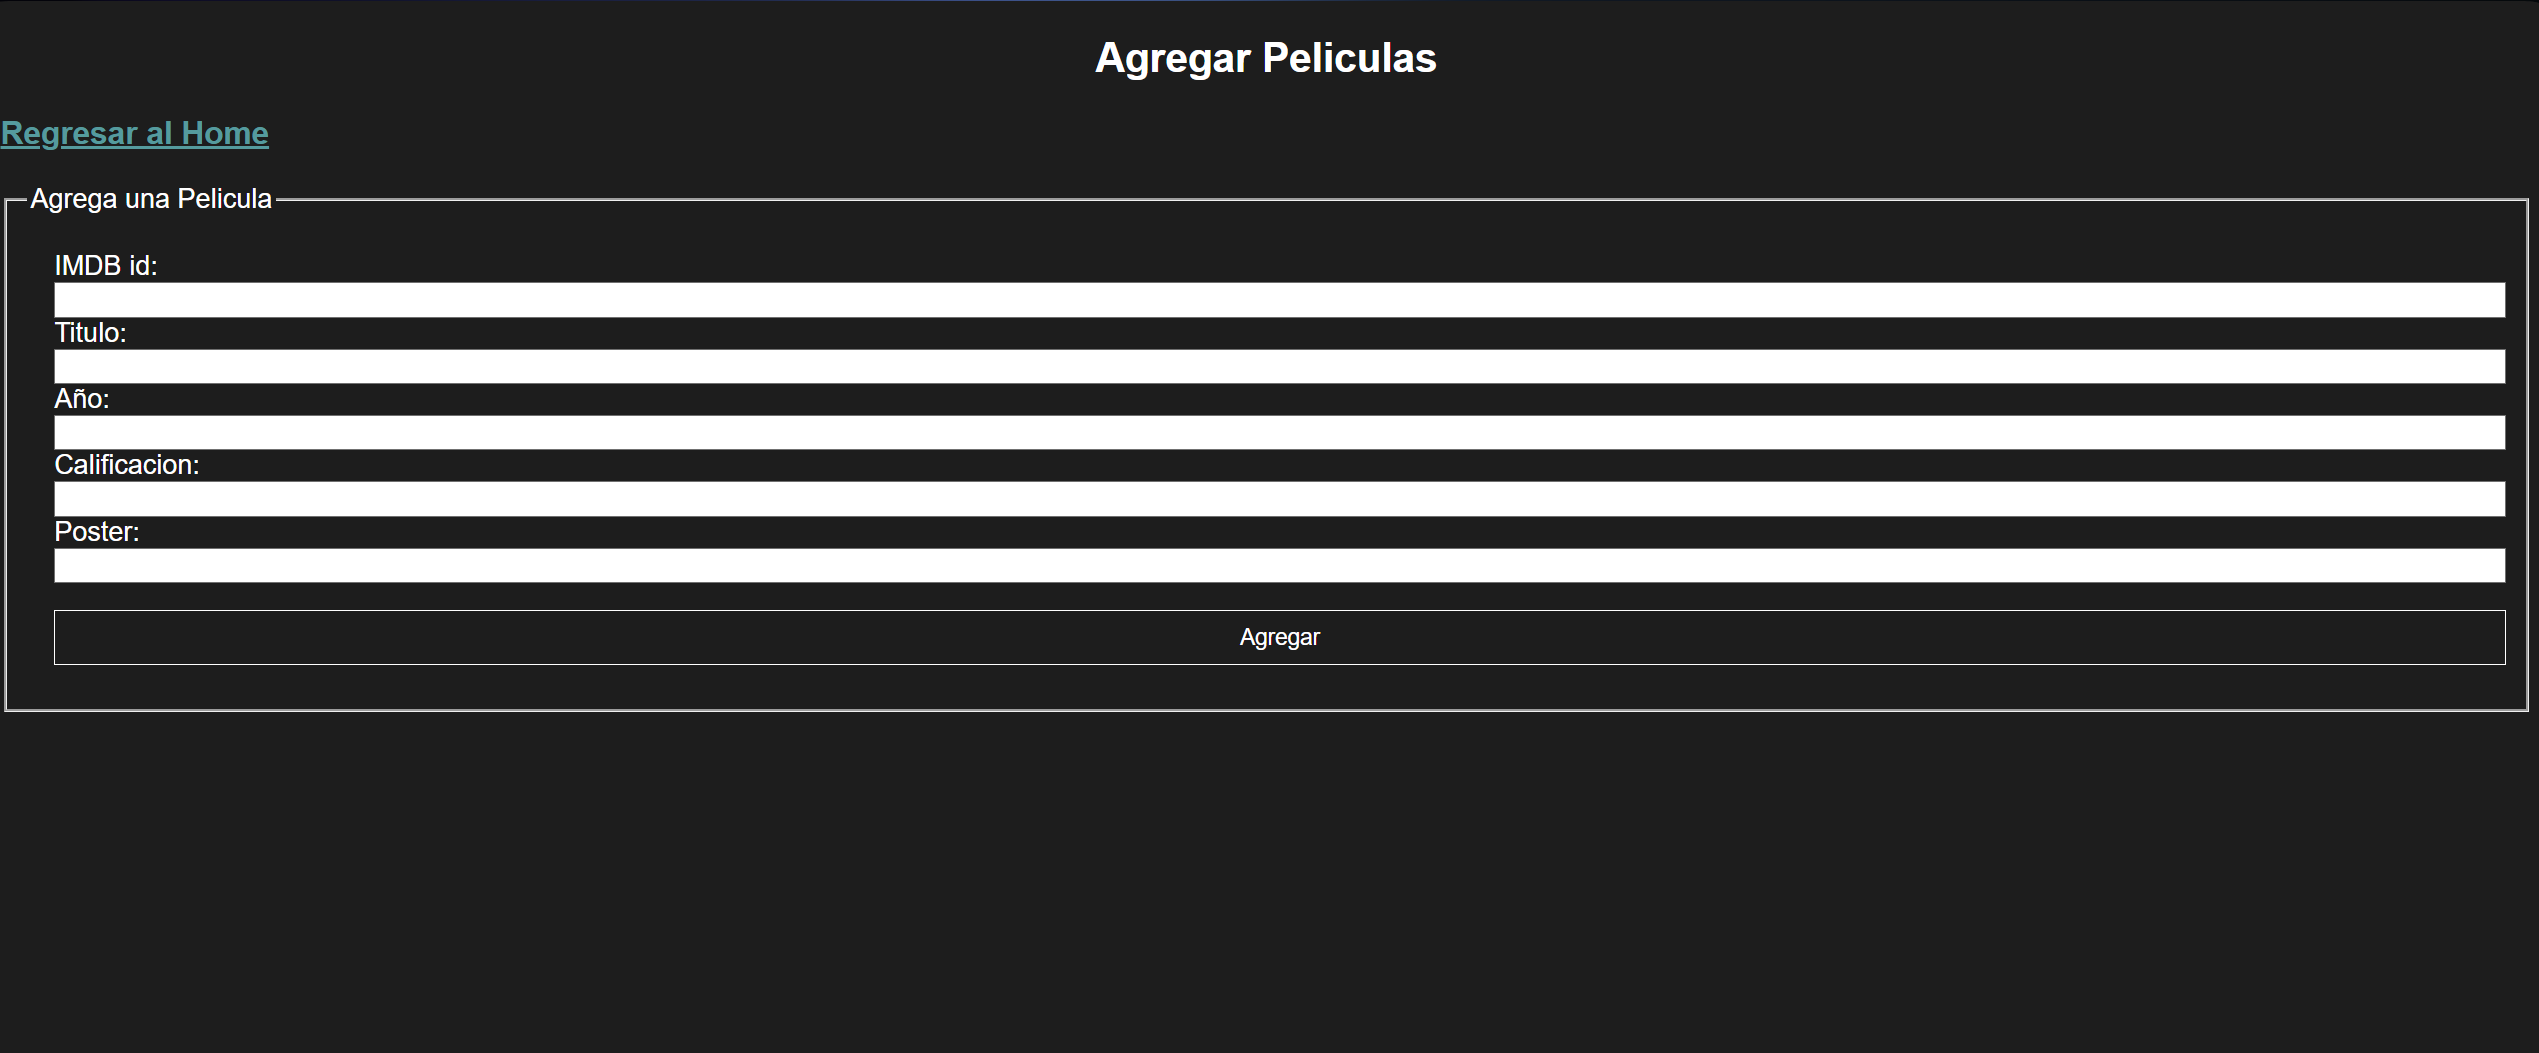 Agregar Peliculas
Regresar al Home
Agrega una Pelicula
IMDB id:
Titulo:
Año:
Calificacion:
Poster:
Agregar